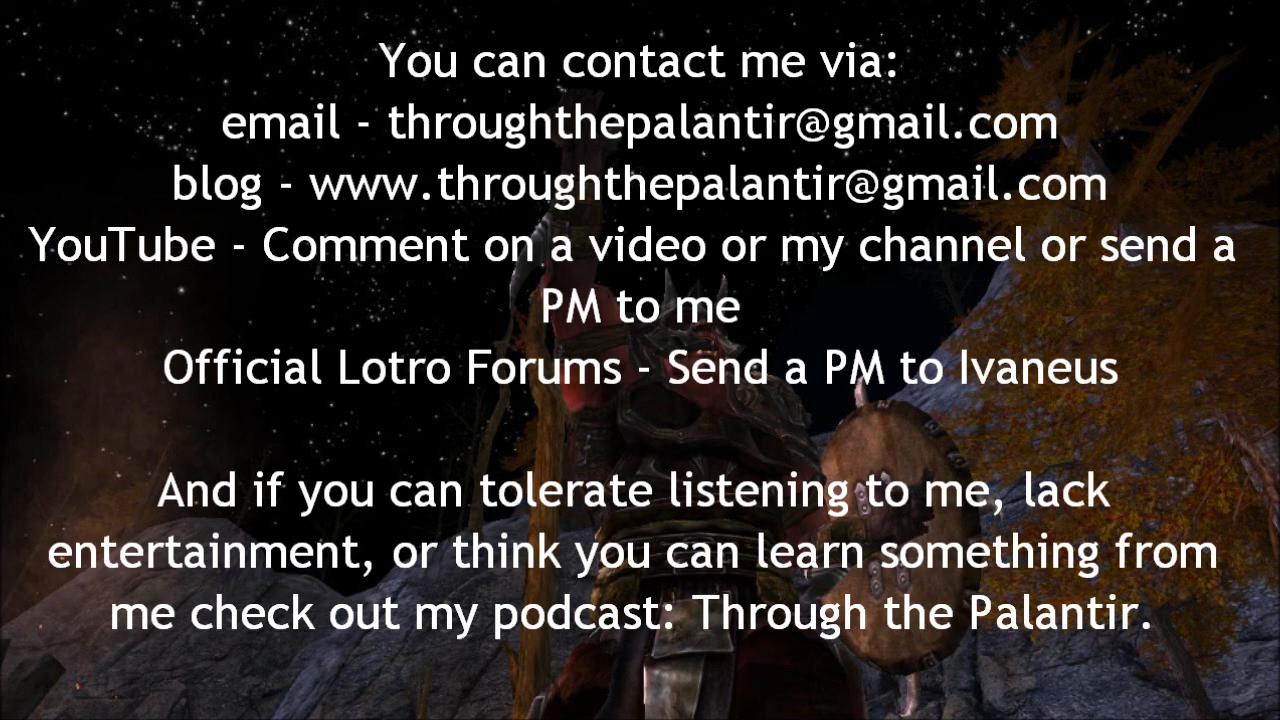 You can contact me via:
email - throughthepalantir@gmail.com
blog - www.throughthepalantir@gmail.com
YouTube - Comment on a video or my channel or send a
PM to me
Official Lotro Forums - Send a PM to Ivaneus
And if you can tolerate listening to me, lack
entertainment, or think you can learn something from
me check out my podcast: Through the Palantir.